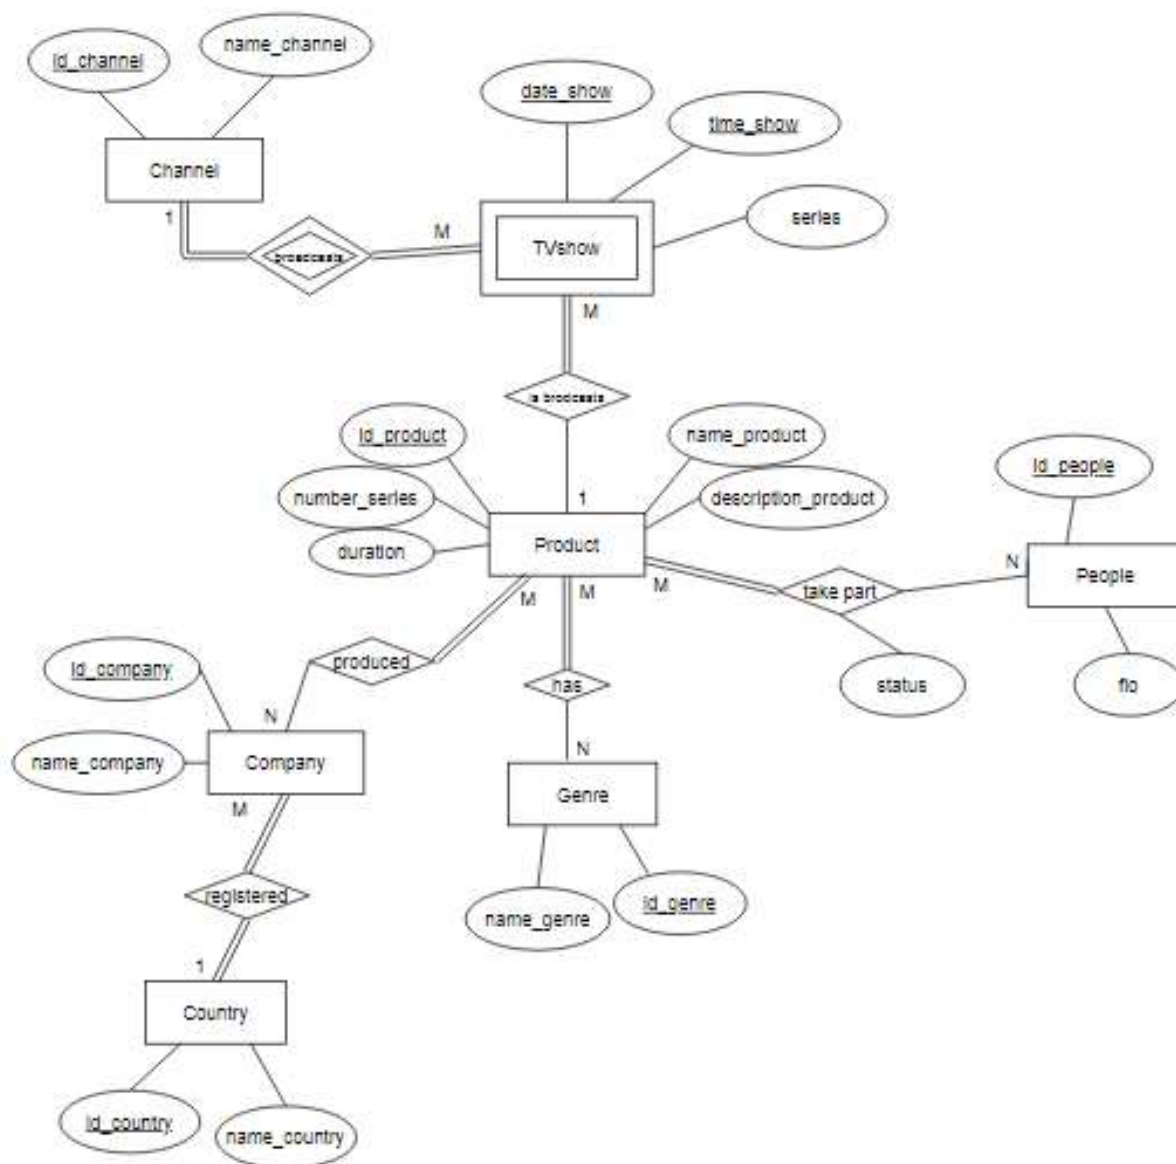 name_channel
id_channel
date_show
time_show
Channel
1
series
M
TVshow
broadcasts
M
is brodcasts
id_product
name_product
id_people
number_series
1
description_product
duration
Product
N
People
M
M
M
take part
id_company
produced
has
status
fio
N
N
name_company
Company
Genre
M
registered
name_genre
id_genre
1
Country
id_country
name_country